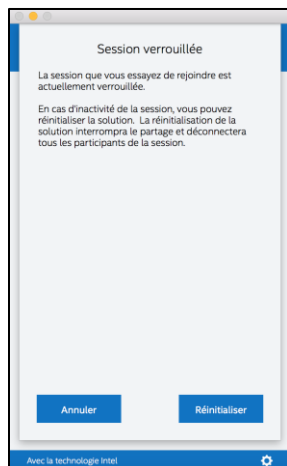 Session verrouillée
La session que vous essayez de rejoindre est
actuellement verrouillée.
En cas d'inactivité de la session, vous pouvez
réinitialiser la solution. La réinitialisation de la
solution interrompra le partage et déconnectera
tous les participants de la session.
Annuler
Réinitialiser
Avec la technologie Intel